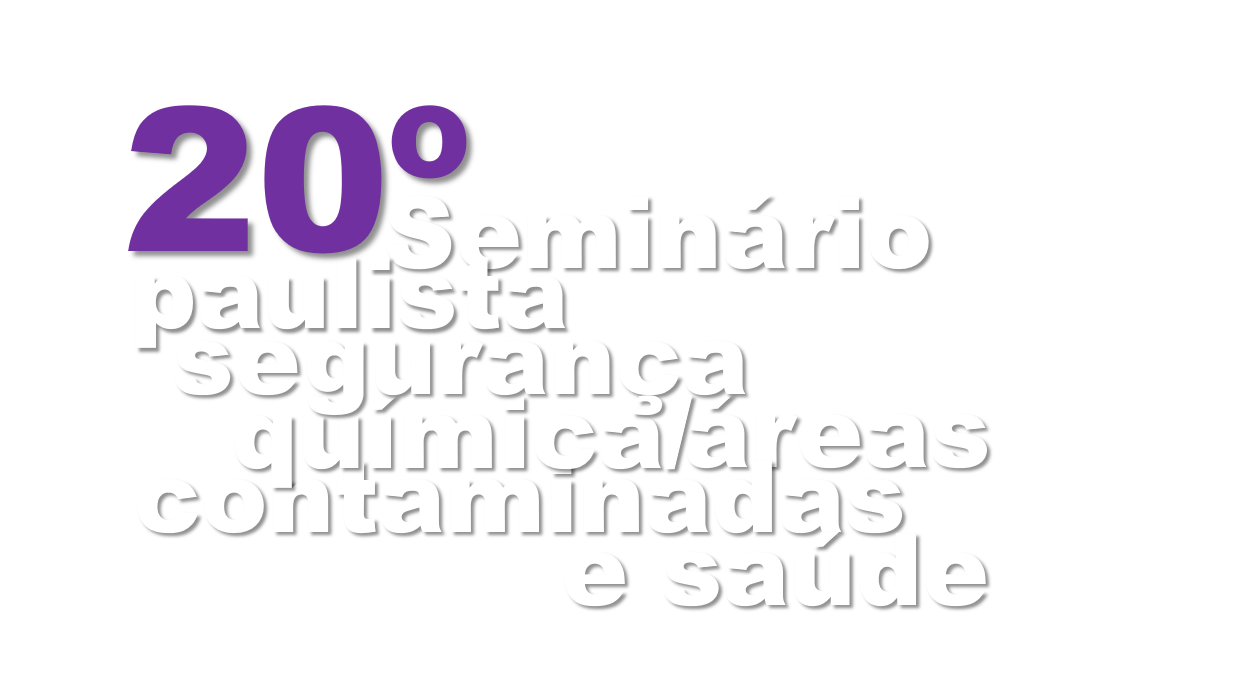 20º
Seminário
paulista
segurança
química/áreas
contaminadas
e saúde